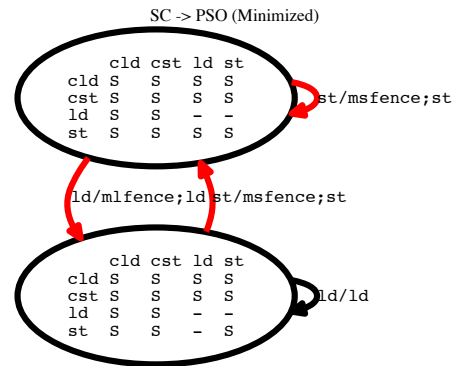 SC -> PSO (Minimized)
cld cst ld st
cld S S S S
cst S S S S
ld S S - -
st S S S S
st/msfence;st
ld/mlfence;ld st/msfence;st
cld cst ld st
cld S S S S
cst S S S S
ld S S - -
st S S - S
ld/ld